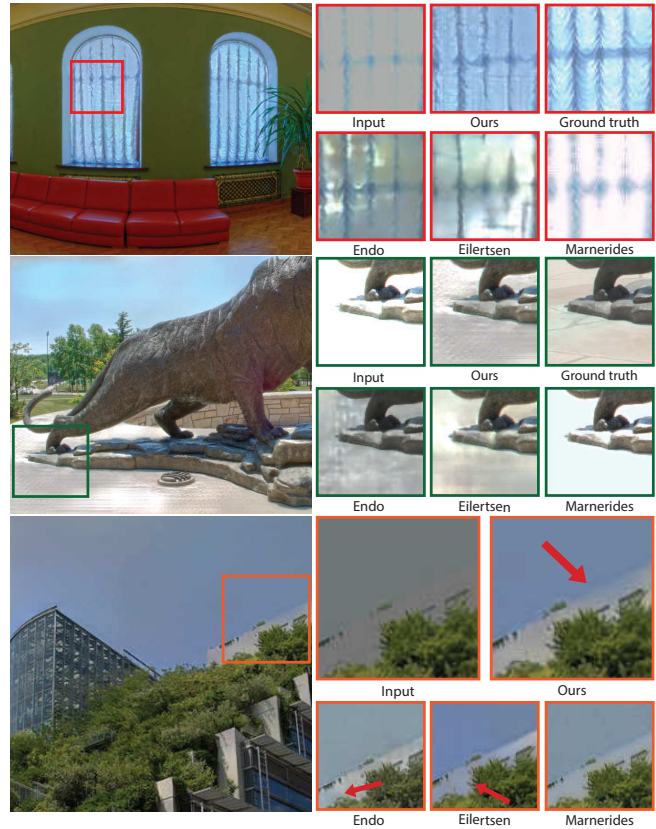 Input Ours Ground truth
Endo Eilertsen Marnerides
Input Ours Ground truth
Endo Eilertsen Marnerides
Input Ours
Endo Eilertsen Marnerides